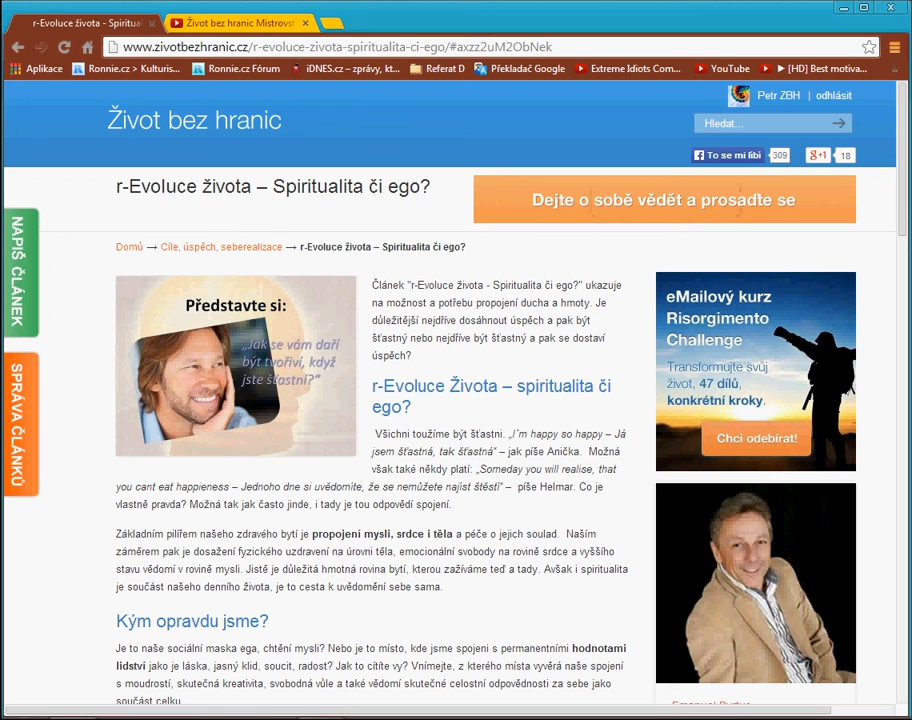 r-Evoluce života - Spiritual
Život bez hranic Mistrovst
www.zivotbezhranic.cz/r-evoluce-zivota-spiritualita-ci-ego/#axzz2uM2ObNek
Aplikace
Ronnie.cz > Kulturis...
Ronnie.cz Fórum
iDNES.cz – zprávy, kt...
Referat D
Překladač Google
Extreme Idiots Com...
YouTube
► [HD] Best motiva...
Petr ZBH | odhlásit
Život bez hranic
Hledat...
To se mi líbí 309
g+1 18
r-Evoluce života – Spiritualita či ego?
Dejte o sobě vědět a prosaďte se
NAPIŠ ČLÁNEK
SPRÁVA ČLÁNKŮ
Domů → Cíle, úspěch, seberealizace → r-Evoluce života – Spiritualita či ego?
Představte si:
„Jak se vám daří
být tvořiví, když
jste šťastní?“
Článek "r-Evoluce života - Spiritualita či ego?" ukazuje
na možnost a potřebu propojení ducha a hmoty. Je
důležitější nejdříve dosáhnout úspěch a pak být
šťastný nebo nejdříve být šťastný a pak se dostaví
úspěch?
r-Evoluce Života – spiritualita či
ego?
Všichni toužíme být šťastni. „I´m happy so happy – Já
jsem šťastná, tak šťastná“ – jak píše Anička. Možná
však také někdy platí: „Someday you will realise, that
you cant eat happieness – Jednoho dne si uvědomíte, že se nemůžete najíst štěstí“ – píše Helmar. Co je
vlastně pravda? Možná tak jak často jinde, i tady je tou odpovědí spojení.
Základním pilířem našeho zdravého bytí je propojení mysli, srdce i těla a péče o jejich soulad. Naším
záměrem pak je dosažení fyzického uzdravení na úrovni těla, emocionální svobody na rovině srdce a vyššího
stavu vědomí v rovině mysli. Jistě je důležitá hmotná rovina bytí, kterou zažíváme teď a tady. Avšak i spiritualita
je součást našeho denního života, je to cesta k uvědomění sebe sama.
Kým opravdu jsme?
Je to naše sociální maska ega, chtění mysli? Nebo je to místo, kde jsme spojeni s permanentními hodnotami
lidství jako je láska, jasný klid, soucit, radost? Jak to cítíte vy? Vnímejte, z kterého místa vyvěrá naše spojení
s moudrostí, skutečná kreativita, svobodná vůle a také vědomí skutečné celostní odpovědnosti za sebe jako
součást celku
eMailový kurz
Risorgimento
Challenge
Transformujte svůj
život, 47 dílů,
konkrétní kroky.
Chci odebírat!